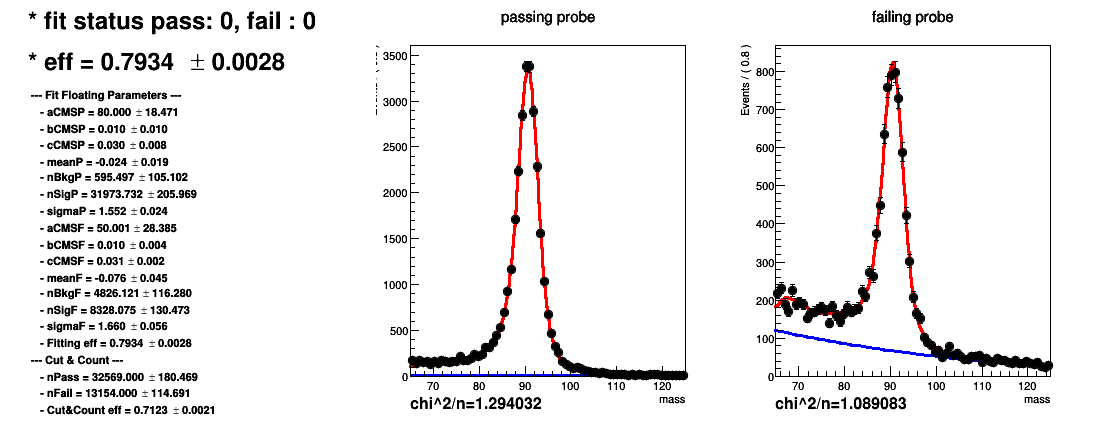 * fit status pass: 0, fail : 0
* eff = 0.7934 ± 0.0028
--- Fit Floating Parameters ---
- aCMSP = 80.000 ± 18.471
- bCMSP = 0.010 ± 0.010
- cCMSP = 0.030 ± 0.008
- meanP = -0.024 ± 0.019
- nBkgP = 595.497 ± 105.102
- nSigP = 31973.732 ± 205.969
- sigmaP = 1.552 ± 0.024
- aCMSF = 50.001 ± 28.385
- bCMSF = 0.010 ± 0.004
- cCMSF = 0.031 ± 0.002
- meanF = -0.076 ± 0.045
- nBkgF = 4826.121 ± 116.280
- nSigF = 8328.075 ± 130.473
- sigmaF = 1.660 ± 0.056
- Fitting eff = 0.7934 ± 0.0028
--- Cut & Count ---
- nPass = 32569.000 ± 180.469
- nFail = 13154.000 ± 114.691
- Cut&Count eff = 0.7123 ± 0.0021
passing probe
3500
3000
2500
2000
1500
1000
500
0
70 80 90 100 110 120
mass
chi^2/n=1.294032
failing probe
Events / ( 0.8 )
800
700
600
500
400
300
200
100
0
70 80 90 100 110 120
mass
chi^2/n=1.089083